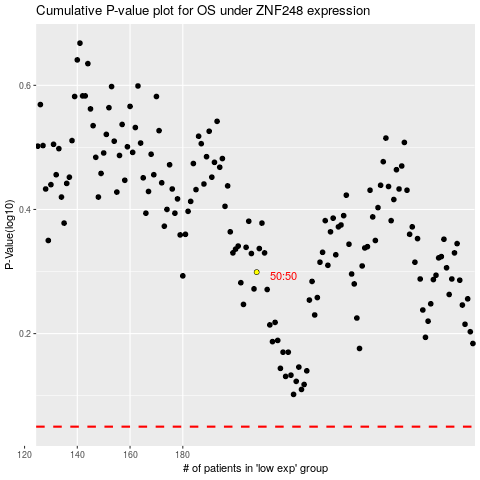 Cumulative P-value plot for OS under ZNF248 expression
P-Value(log10)
0.6
0.4
0.2
50:50
120 140 160 180
# of patients in 'low exp' group